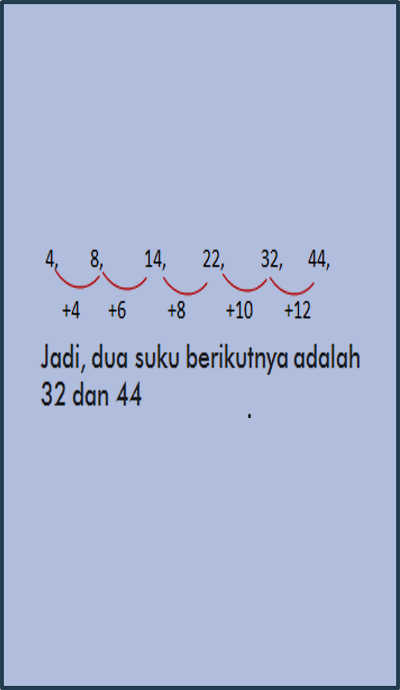 4, 8, 14, 22, 32, 44,
+4 +6 +8 +10 +12
Jadi, dua suku berikutnya adalah
32 dan 44
.